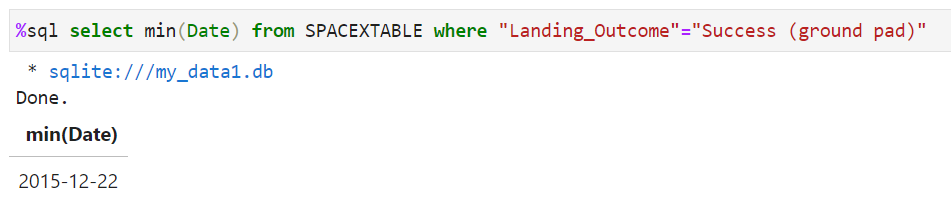 %sql select min(Date) from SPACEXTABLE where "Landing_Outcome"="Success (ground pad)"
* sqlite:///my_data1.db
Done.
min(Date)
2015-12-22